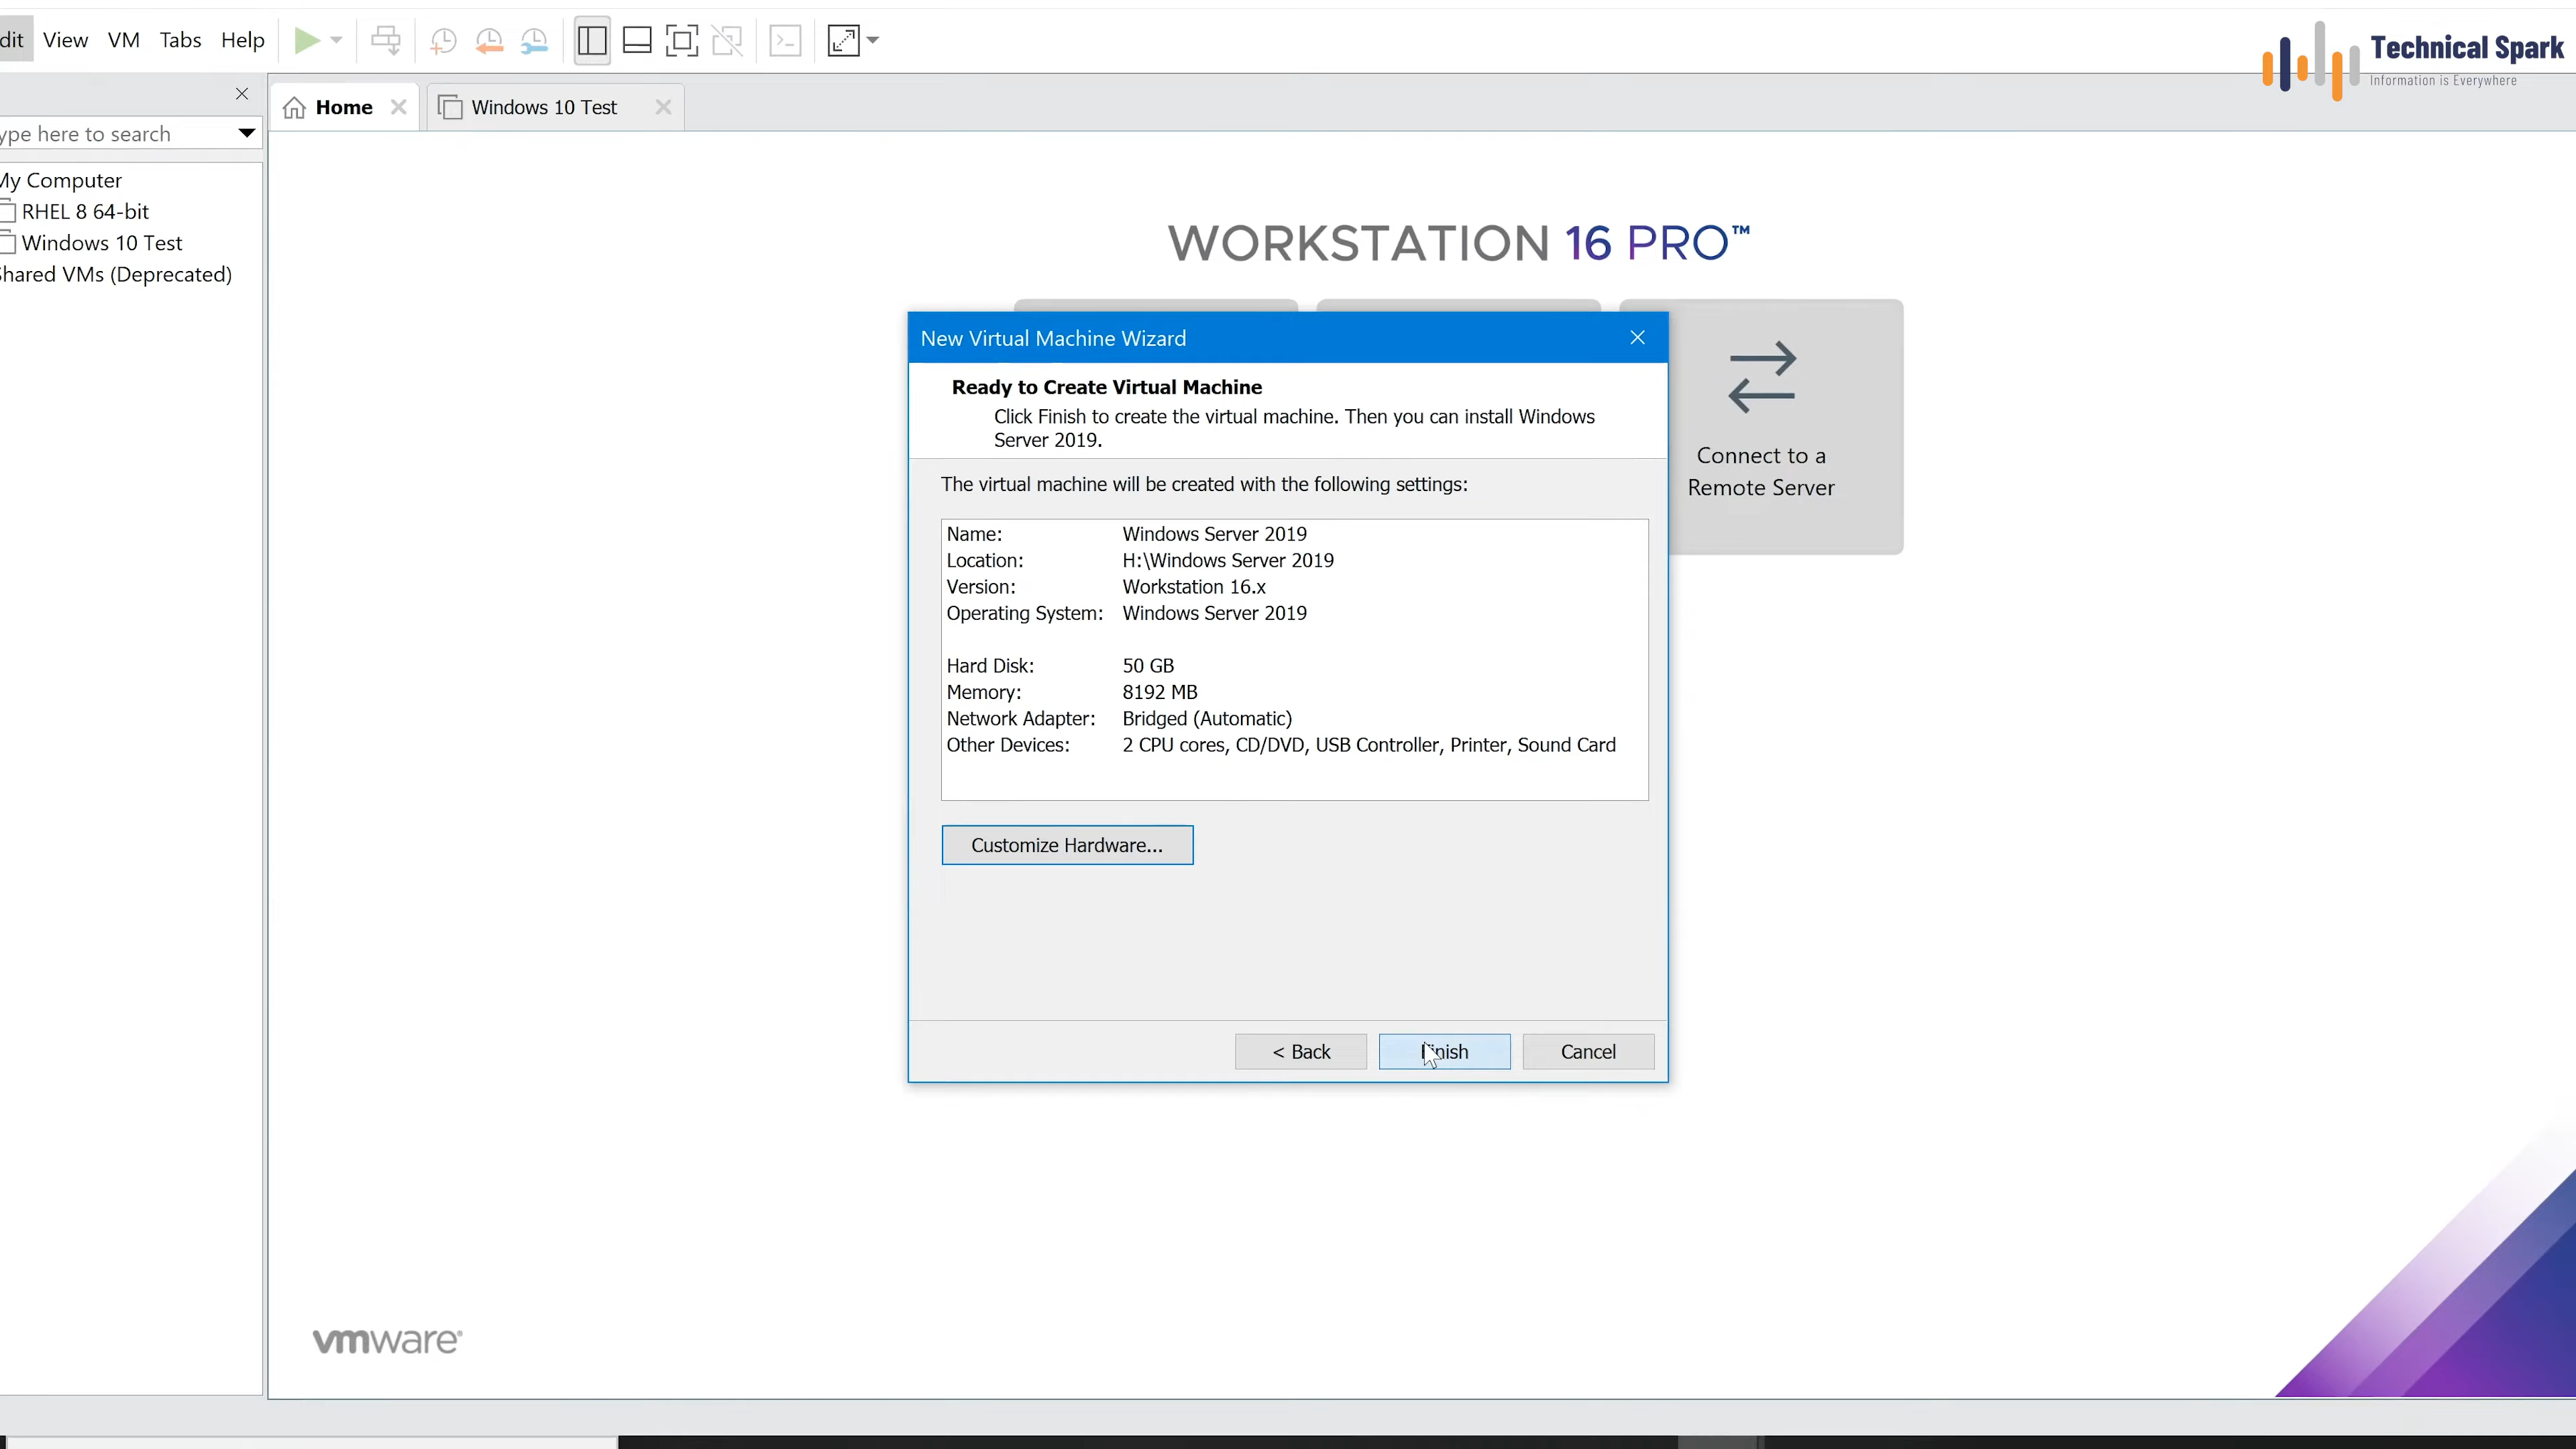 dit View VM Tabs Help
Technical Spark
Information is Everywhere
Home
Windows 10 Test
ype here to search
My Computer
RHEL 8 64-bit
Windows 10 Test
Shared VMs (Deprecated)
WORKSTATION 16 PRO™
New Virtual Machine Wizard
Ready to Create Virtual Machine
Click Finish to create the virtual machine. Then you can install Windows
Server 2019.
Connect to a
Remote Server
The virtual machine will be created with the following settings:
Name: Windows Server 2019
Location: H:\Windows Server 2019
Version: Workstation 16.x
Operating System: Windows Server 2019
Hard Disk: 50 GB
Memory: 8192 MB
Network Adapter: Bridged (Automatic)
Other Devices: 2 CPU cores, CD/DVD, USB Controller, Printer, Sound Card
Customize Hardware...
< Back Finish Cancel
vmware®